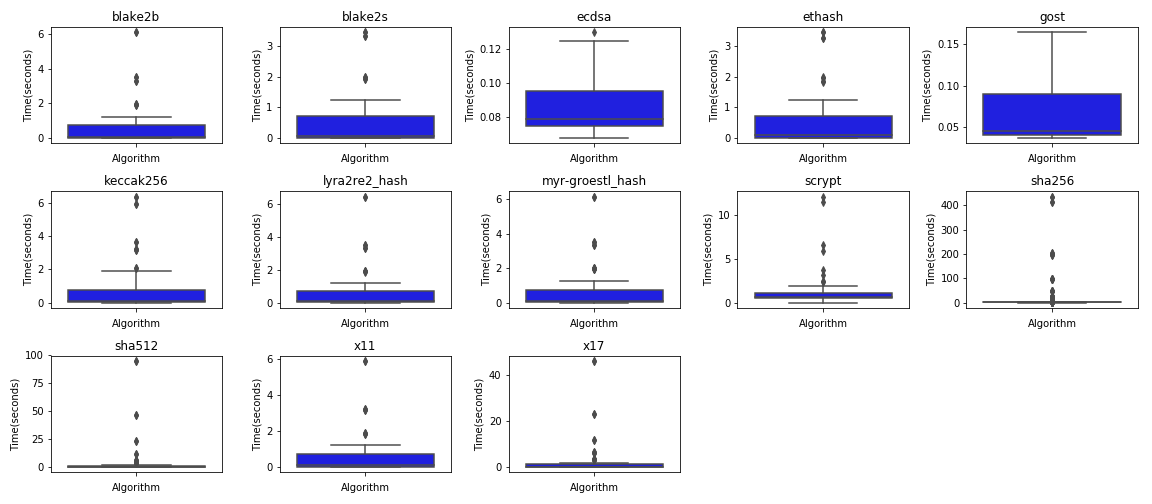 blake2b
6
4
2
0
Time(seconds)
Algorithm
blake2s
3
2
1
0
Time(seconds)
Algorithm
ecdsa
0.12
0.10
0.08
Time(seconds)
Algorithm
ethash
3
2
1
0
Time(seconds)
Algorithm
gost
0.15
0.10
0.05
Time(seconds)
Algorithm
keccak256
6
4
2
0
Time(seconds)
Algorithm
lyra2re2_hash
6
4
2
0
Time(seconds)
Algorithm
myr-groestl_hash
6
4
2
0
Time(seconds)
Algorithm
scrypt
10
5
0
Time(seconds)
Algorithm
sha256
400
300
200
100
0
Time(seconds)
Algorithm
sha512
100
75
50
25
0
Time(seconds)
Algorithm
x11
6
4
2
0
Time(seconds)
Algorithm
x17
40
20
0
Time(seconds)
Algorithm